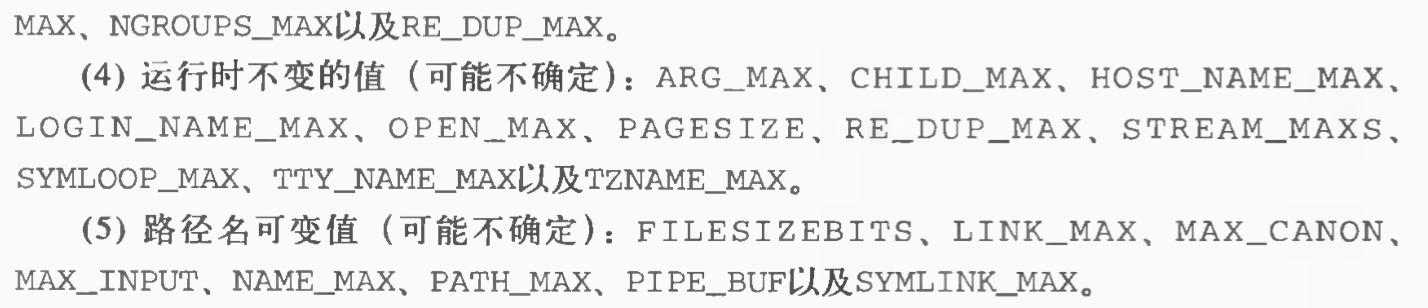 MAX、NGROUPS_MAX以及RE_DUP_MAX。
(4) 运行时不变的值（可能不确定）：ARG_MAX、CHILD_MAX、HOST_NAME_MAX、
LOGIN_NAME_MAX、OPEN_MAX、PAGESIZE、RE_DUP_MAX、STREAM_MAXS、
SYMLOOP_MAX、TTY_NAME_MAX以及TZNAME_MAX。
(5) 路径名可变值（可能不确定）：FILESIZEBITS、LINK_MAX、MAX_CANON、
MAX_INPUT、NAME_MAX、PATH_MAX、PIPE_BUF以及SYMLINK_MAX。